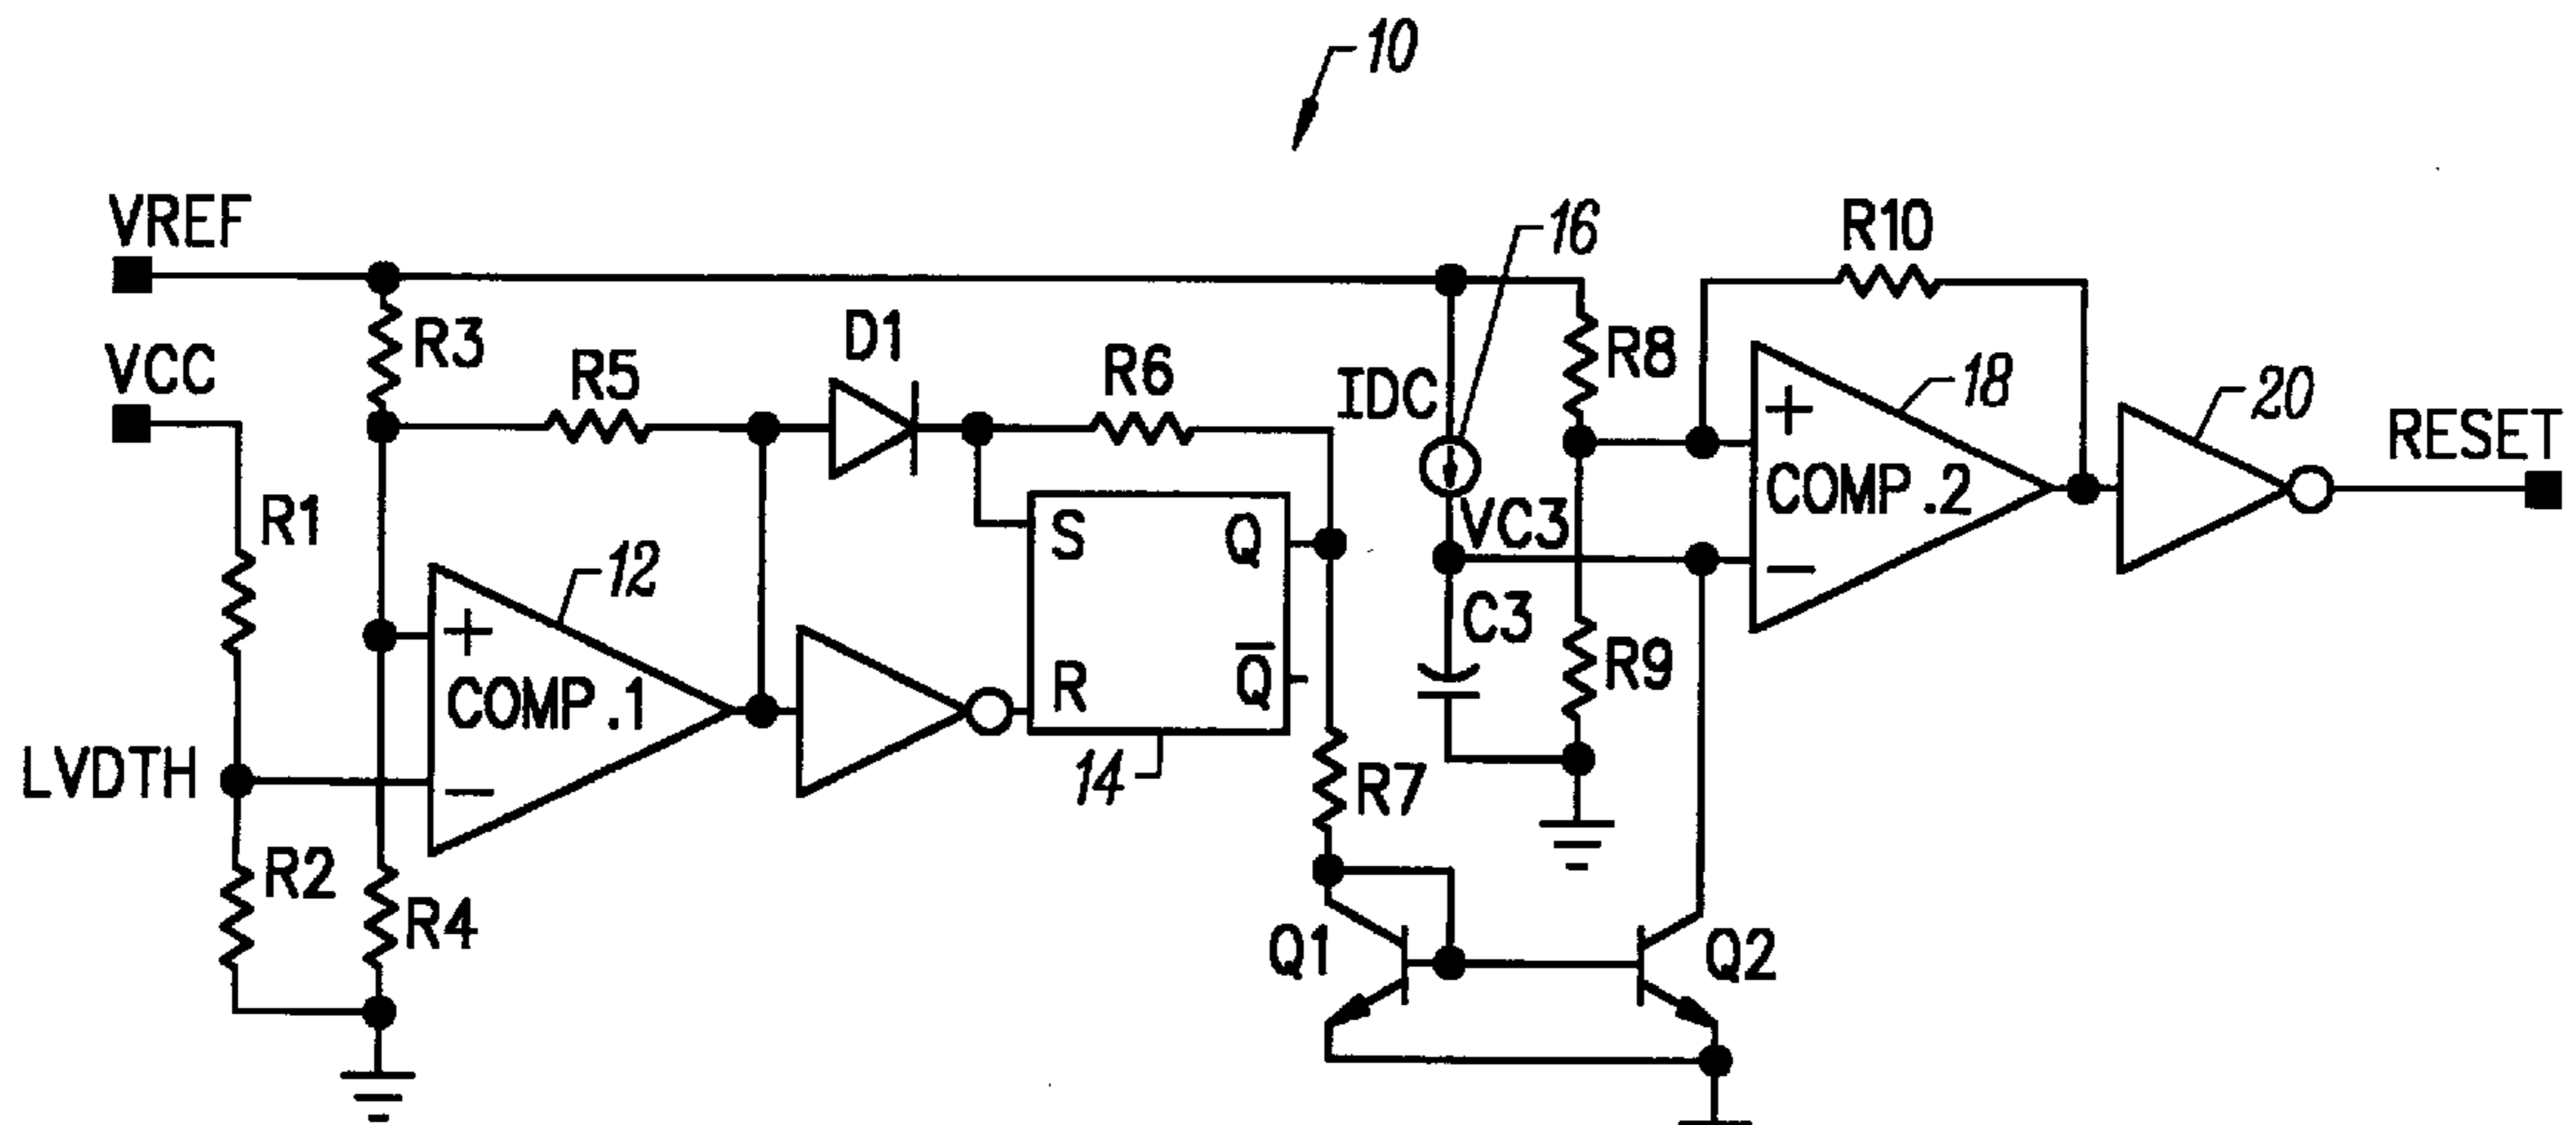 10
VREF
16
R10
VCC
R3
R5
D1
R6
IDC
R8
18
20
RESET
R1
12
S
Q
VC3
+
COMP.2
−
LVDTH
+
COMP.1
−
R
Q̅
14
C3
R9
R7
R2
R4
Q1
Q2